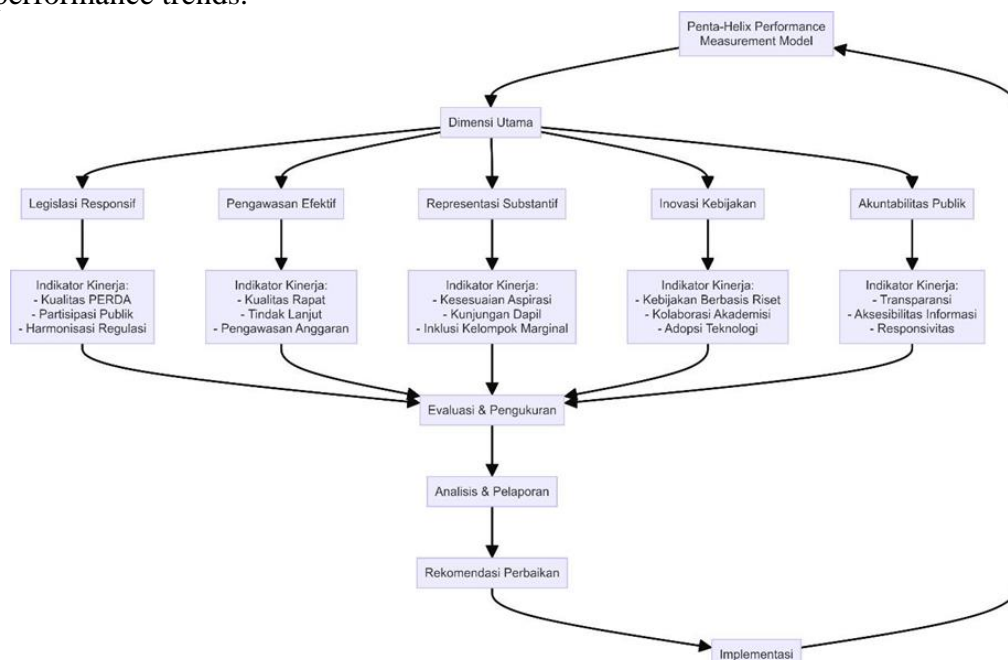 performance trends.
Penta-Helix Performance
Measurement Model
Dimensi Utama
Legislasi Responsif
Pengawasan Efektif
Representasi Substantif
Inovasi Kebijakan
Akuntabilitas Publik
Indikator Kinerja:
- Kualitas PERDA
- Partisipasi Publik
- Harmonisasi Regulasi
Indikator Kinerja:
- Kualitas Rapat
- Tindak Lanjut
- Pengawasan Anggaran
Indikator Kinerja:
- Kesesuaian Aspirasi
- Kunjungan Dapil
- Inklusi Kelompok Marginal
Indikator Kinerja:
- Kebijakan Berbasis Riset
- Kolaborasi Akademisi
- Adopsi Teknologi
Indikator Kinerja:
- Transparansi
- Aksesibilitas Informasi
- Responsivitas
Evaluasi & Pengukuran
Analisis & Pelaporan
Rekomendasi Perbaikan
Implementasi